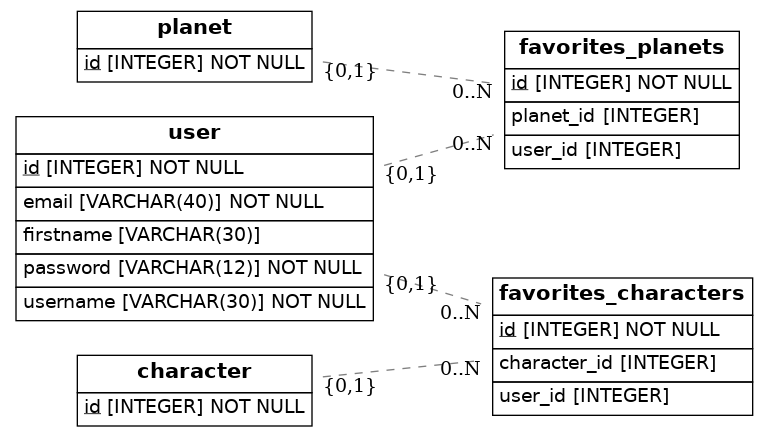 planet
id [INTEGER] NOT NULL
{0,1}
0..N
favorites_planets
id [INTEGER] NOT NULL
planet_id [INTEGER]
user_id [INTEGER]
user
id [INTEGER] NOT NULL
email [VARCHAR(40)] NOT NULL
firstname [VARCHAR(30)]
password [VARCHAR(12)] NOT NULL
username [VARCHAR(30)] NOT NULL
0..N
{0,1}
{0,1}
0..N
favorites_characters
id [INTEGER] NOT NULL
character_id [INTEGER]
user_id [INTEGER]
character
id [INTEGER] NOT NULL
{0,1}
0..N